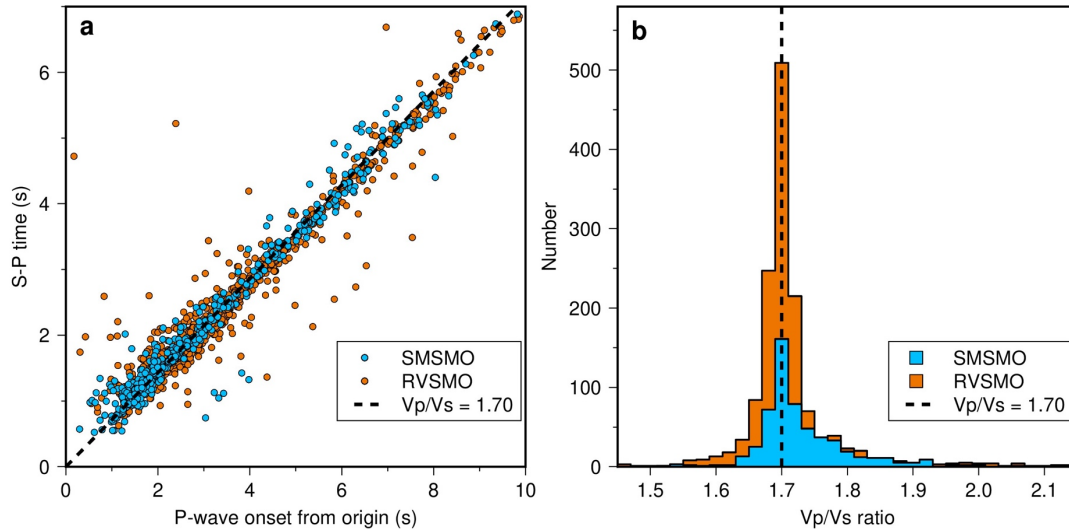 a
S-P time (s)
6
4
2
0
SMSMO
RVSMO
Vp/Vs = 1.70
0 2 4 6 8 10
P-wave onset from origin (s)
b
Number
500
400
300
200
100
0
SMSMO
RVSMO
Vp/Vs = 1.70
1.5 1.6 1.7 1.8 1.9 2.0 2.1
Vp/Vs ratio